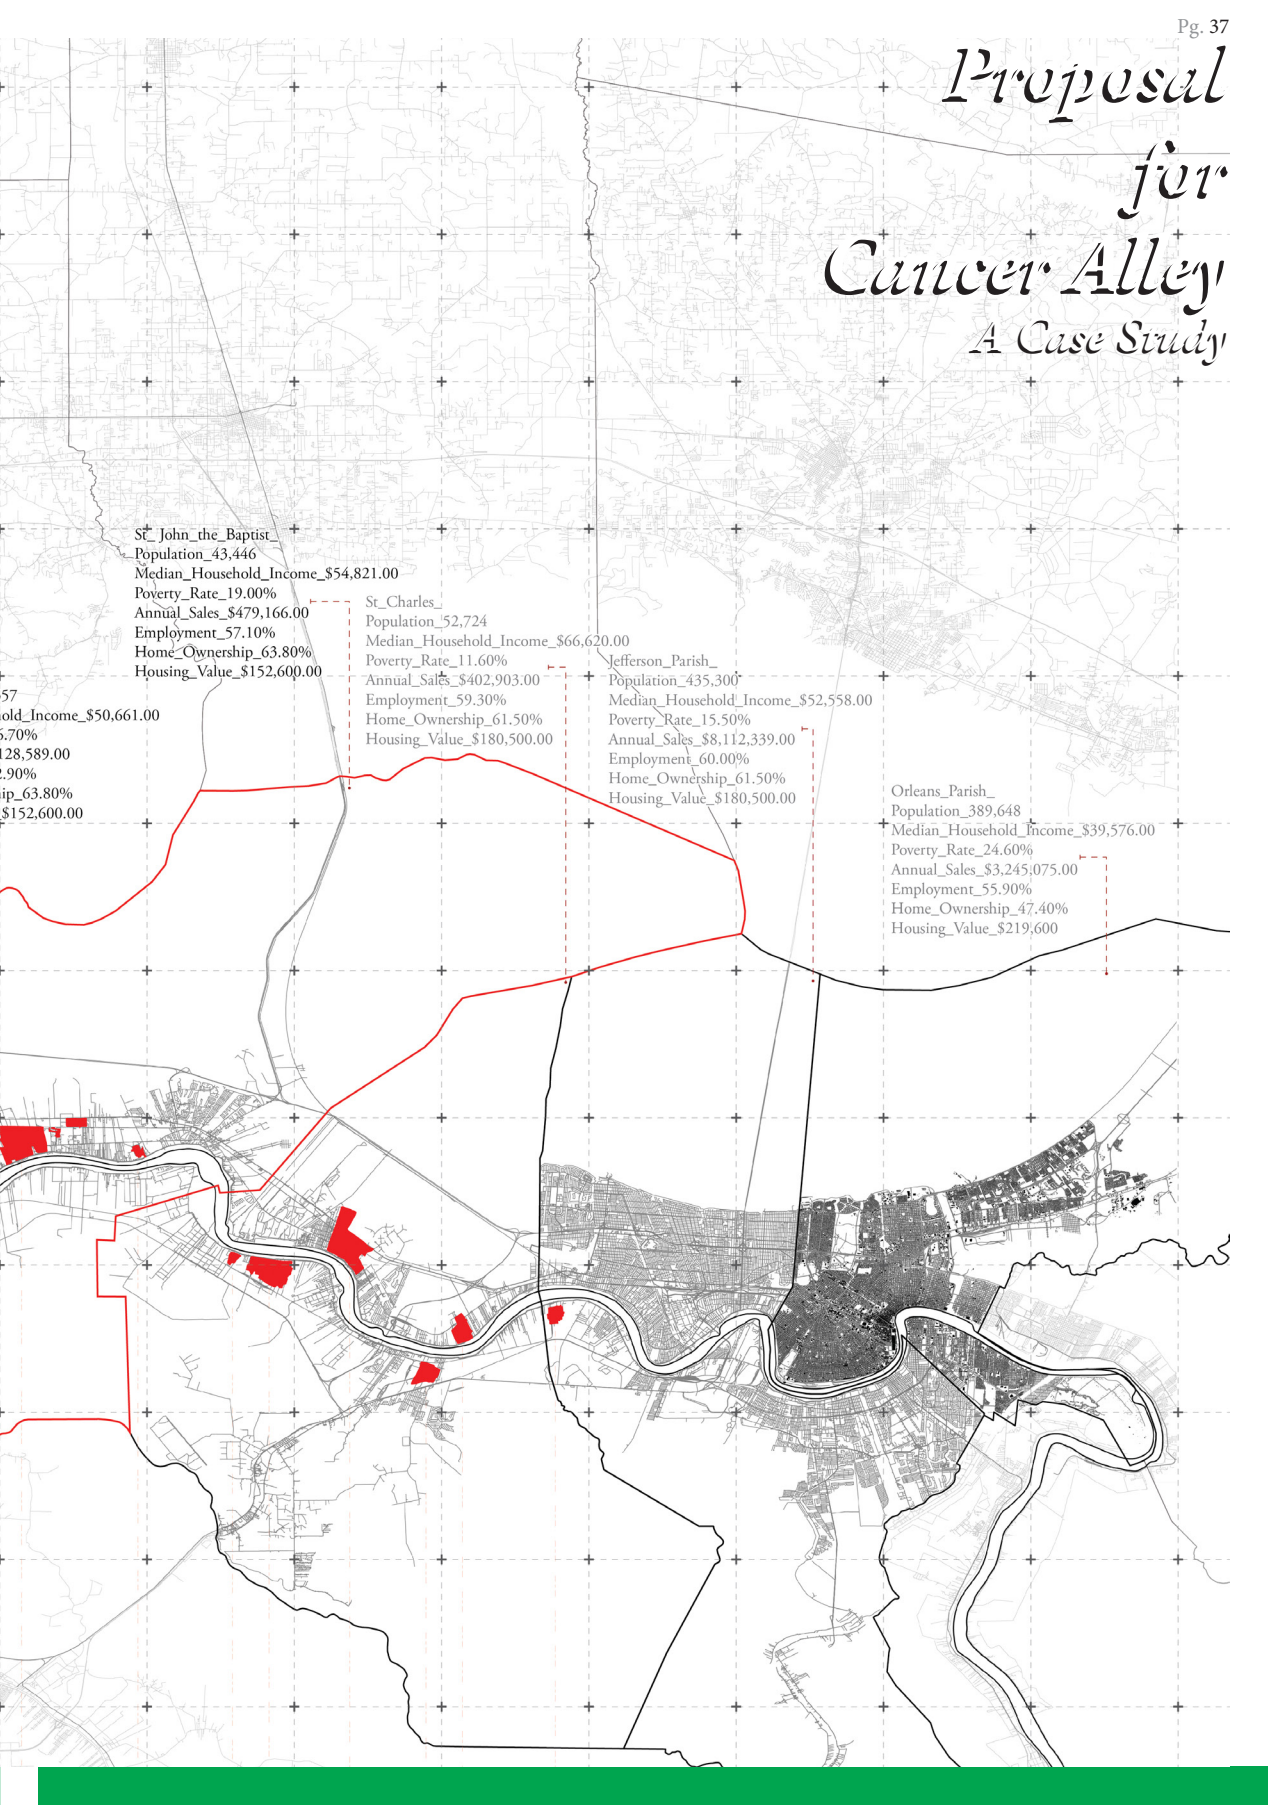 Pg. 37
Proposal
for
Cancer Alley
A Case Study
St_ John_the_Baptist_
Population_43,446
Median_Household_Income_$54,821.00
Poverty_Rate_19.00%
Annual_Sales_$479,166.00
Employment_57.10%
Home_Ownership_63.80%
Housing_Value_$152,600.00
St_Charles_
Population_52,724
Median_Household_Income_$66,620.00
Poverty_Rate_11.60%
Annual_Sales_$402,903.00
Employment_59.30%
Home_Ownership_61.50%
Housing_Value_$180,500.00
Jefferson_Parish_
Population_435,300
Median_Household_Income_$52,558.00
Poverty_Rate_15.50%
Annual_Sales_$8,112,339.00
Employment_60.00%
Home_Ownership_61.50%
Housing_Value_$180,500.00
57
old_Income_$50,661.00
.70%
128,589.00
.90%
ip_63.80%
$152,600.00
Orleans_Parish_
Population_389,648
Median_Household_Income_$39,576.00
Poverty_Rate_24.60%
Annual_Sales_$3,245,075.00
Employment_55.90%
Home_Ownership_47.40%
Housing_Value_$219,600